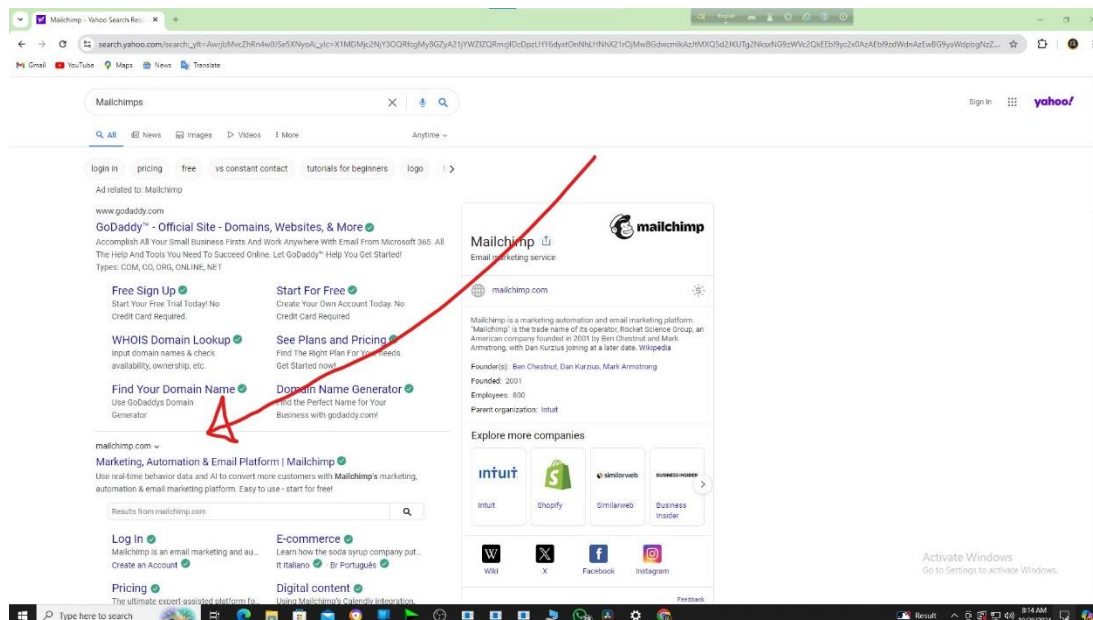 Mailchimp - Yahoo Search Resu
English
search.yahoo.com/search;_ylt=
Gmail YouTube Maps News Translate
Mailchimps
Sign in
yahoo!
All News Images Videos More Anytime
login in pricing free vs constant contact tutorials for beginners logo
Ad related to: Mailchimp
www.godaddy.com
GoDaddy™ - Official Site - Domains, Websites, & More
Accomplish All Your Small Business Firsts And Work Anywhere With Email From Microsoft 365. All
The Help And Tools You Need To Succeed Online. Let GoDaddy™ Help You Get Started!
Types: COM, CO, ORG, ONLINE, NET
Free Sign Up
Start Your Free Trial Today! No
Credit Card Required.
Start For Free
Create Your Own Account Today. No
Credit Card Required
WHOIS Domain Lookup
Input domain names & check
availability, ownership, etc.
See Plans and Pricing
Find The Right Plan For Your Needs.
Get Started now!
Find Your Domain Name
Use GoDaddys Domain
Generator
Domain Name Generator
Find the Perfect Name for Your
Business with godaddy.com!
mailchimp.com
Marketing, Automation & Email Platform | Mailchimp
Use real-time behavior data and AI to convert more customers with Mailchimp's marketing,
automation & email marketing platform. Easy to use - start for free!
Results from mailchimp.com
Log In
Mailchimp is an email marketing and au...
Create an Account
E-commerce
Learn how the soda syrup company put...
It Italiano · Br Português
Pricing
The ultimate expert-assisted platform fo...
Digital content
Using Mailchimp's Calendly integration,
mailchimp
Mailchimp
Email marketing service
mailchimp.com
Mailchimp is a marketing automation and email marketing platform.
"Mailchimp" is the trade name of its operator, Rocket Science Group, an
American company founded in 2001 by Ben Chestnut and Mark
Armstrong, with Dan Kurzius joining at a later date. Wikipedia
Founder(s): Ben Chestnut, Dan Kurzius, Mark Armstrong
Founded: 2001
Employees: 800
Parent organization: Intuit
Explore more companies
INTUIT
similarweb
BUSINESS INSIDER
Intuit Shopify Similarweb Business
Insider
Wiki X Facebook Instagram
Feedback
Activate Windows
Go to Settings to activate Windows.
Type here to search
Result
8:14 AM